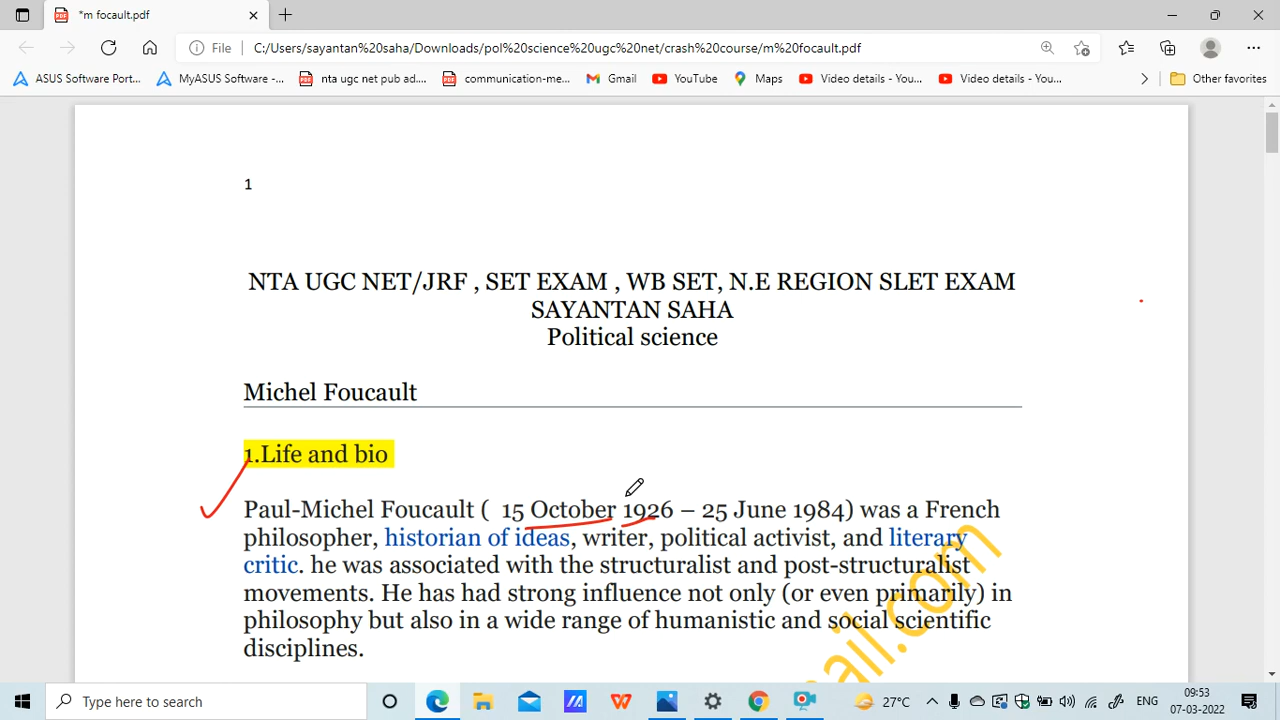 *m focault.pdf
File
C:/Users/sayantan%20saha/Downloads/pol%20science%20ugc%20net/crash%20course/m%20focault.pdf
ASUS Software Port...
MyASUS Software -...
nta ugc net pub ad...
communication-me...
Gmail
YouTube
Maps
Video details - You...
Video details - You...
Other favorites
1
NTA UGC NET/JRF , SET EXAM , WB SET, N.E REGION SLET EXAM
SAYANTAN SAHA
Political science
Michel Foucault
1.Life and bio
Paul-Michel Foucault (  15 October 1926 – 25 June 1984) was a French
philosopher, historian of ideas, writer, political activist, and literary
critic. he was associated with the structuralist and post-structuralist
movements. He has had strong influence not only (or even primarily) in
philosophy but also in a wide range of humanistic and social scientific
disciplines.
ail.com
Type here to search
27°C
ENG
09:53
07-03-2022